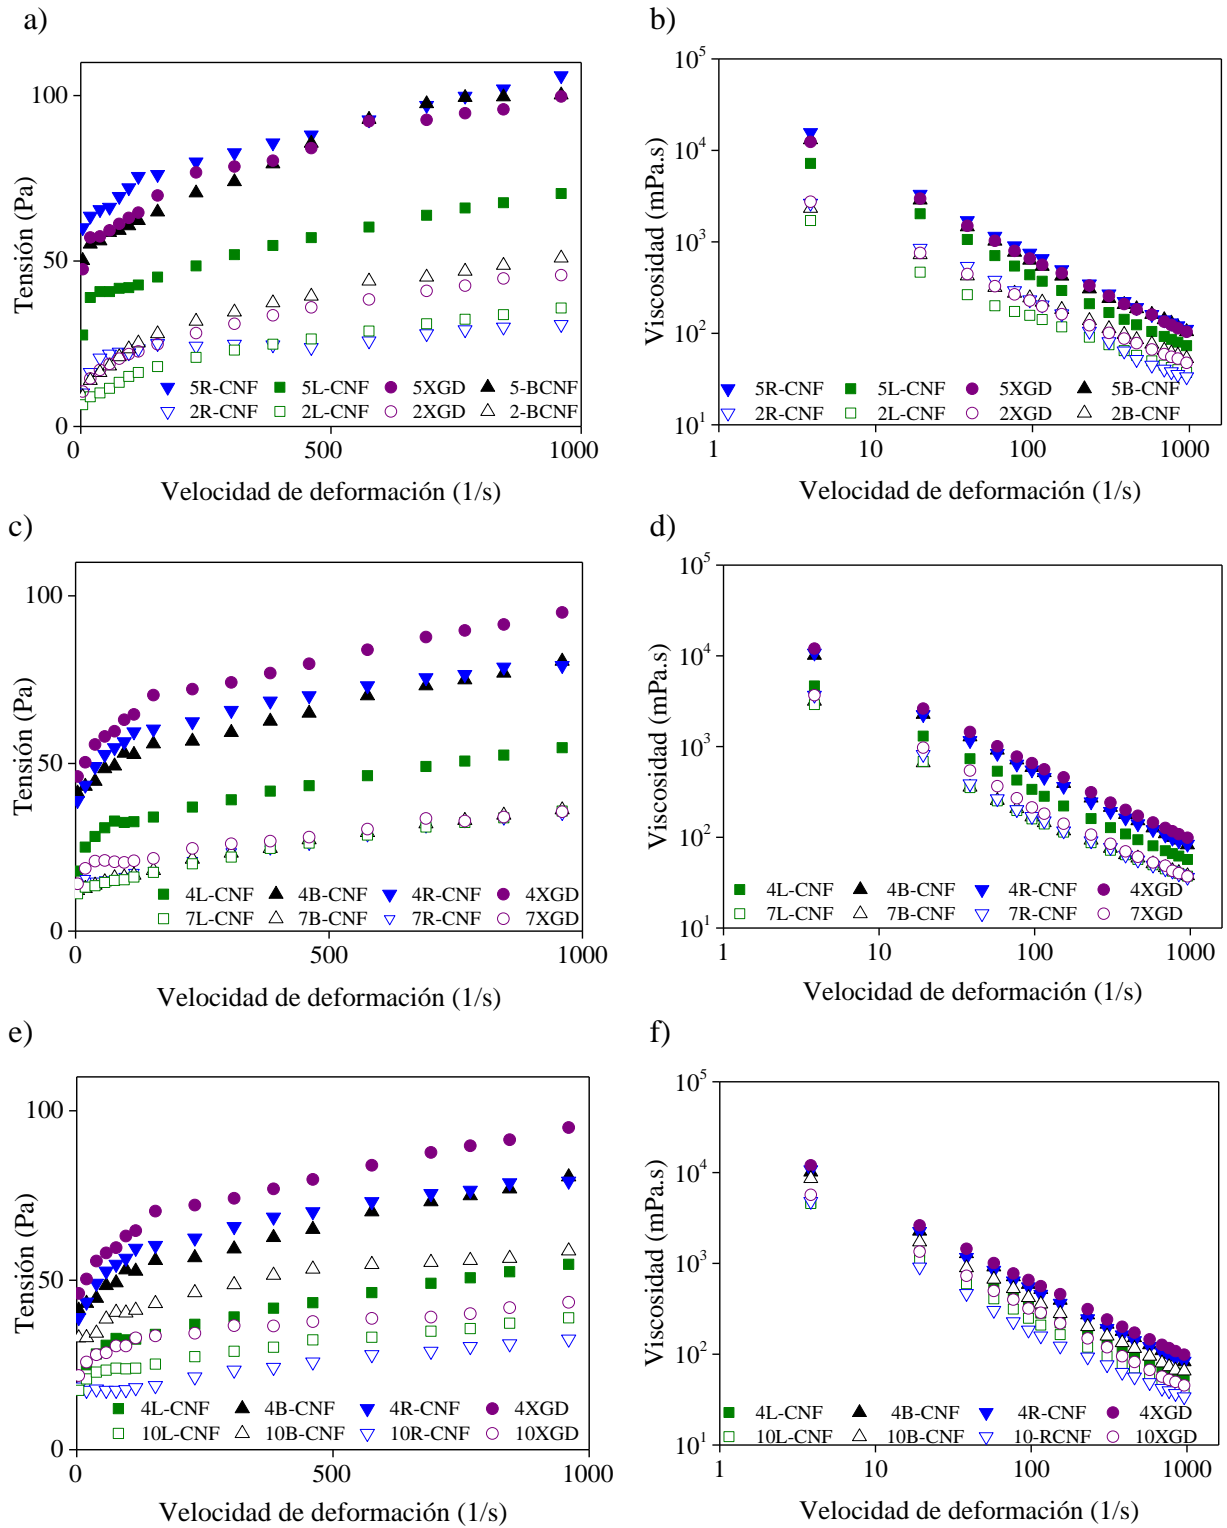 a)
Tensión (Pa)
100
50
0
5R-CNF 5L-CNF 5XGD 5-BCNF
2R-CNF 2L-CNF 2XGD 2-BCNF
0 500 1000
Velocidad de deformación (1/s)
b)
Viscosidad (mPa.s)
10^5
10^4
10^3
10^2
10^1
5R-CNF 5L-CNF 5XGD 5B-CNF
2R-CNF 2L-CNF 2XGD 2B-CNF
1 10 100 1000
Velocidad de deformación (1/s)
c)
Tensión (Pa)
100
50
0
4L-CNF 4B-CNF 4R-CNF 4XGD
7L-CNF 7B-CNF 7R-CNF 7XGD
0 500 1000
Velocidad de deformación (1/s)
d)
Viscosidad (mPa.s)
10^5
10^4
10^3
10^2
10^1
4L-CNF 4B-CNF 4R-CNF 4XGD
7L-CNF 7B-CNF 7R-CNF 7XGD
1 10 100 1000
Velocidad de deformación (1/s)
e)
Tensión (Pa)
100
50
0
4L-CNF 4B-CNF 4R-CNF 4XGD
10L-CNF 10B-CNF 10R-CNF 10XGD
0 500 1000
Velocidad de deformación (1/s)
f)
Viscosidad (mPa.s)
10^5
10^4
10^3
10^2
10^1
4L-CNF 4B-CNF 4R-CNF 4XGD
10L-CNF 10B-CNF 10-RCNF 10XGD
1 10 100 1000
Velocidad de deformación (1/s)